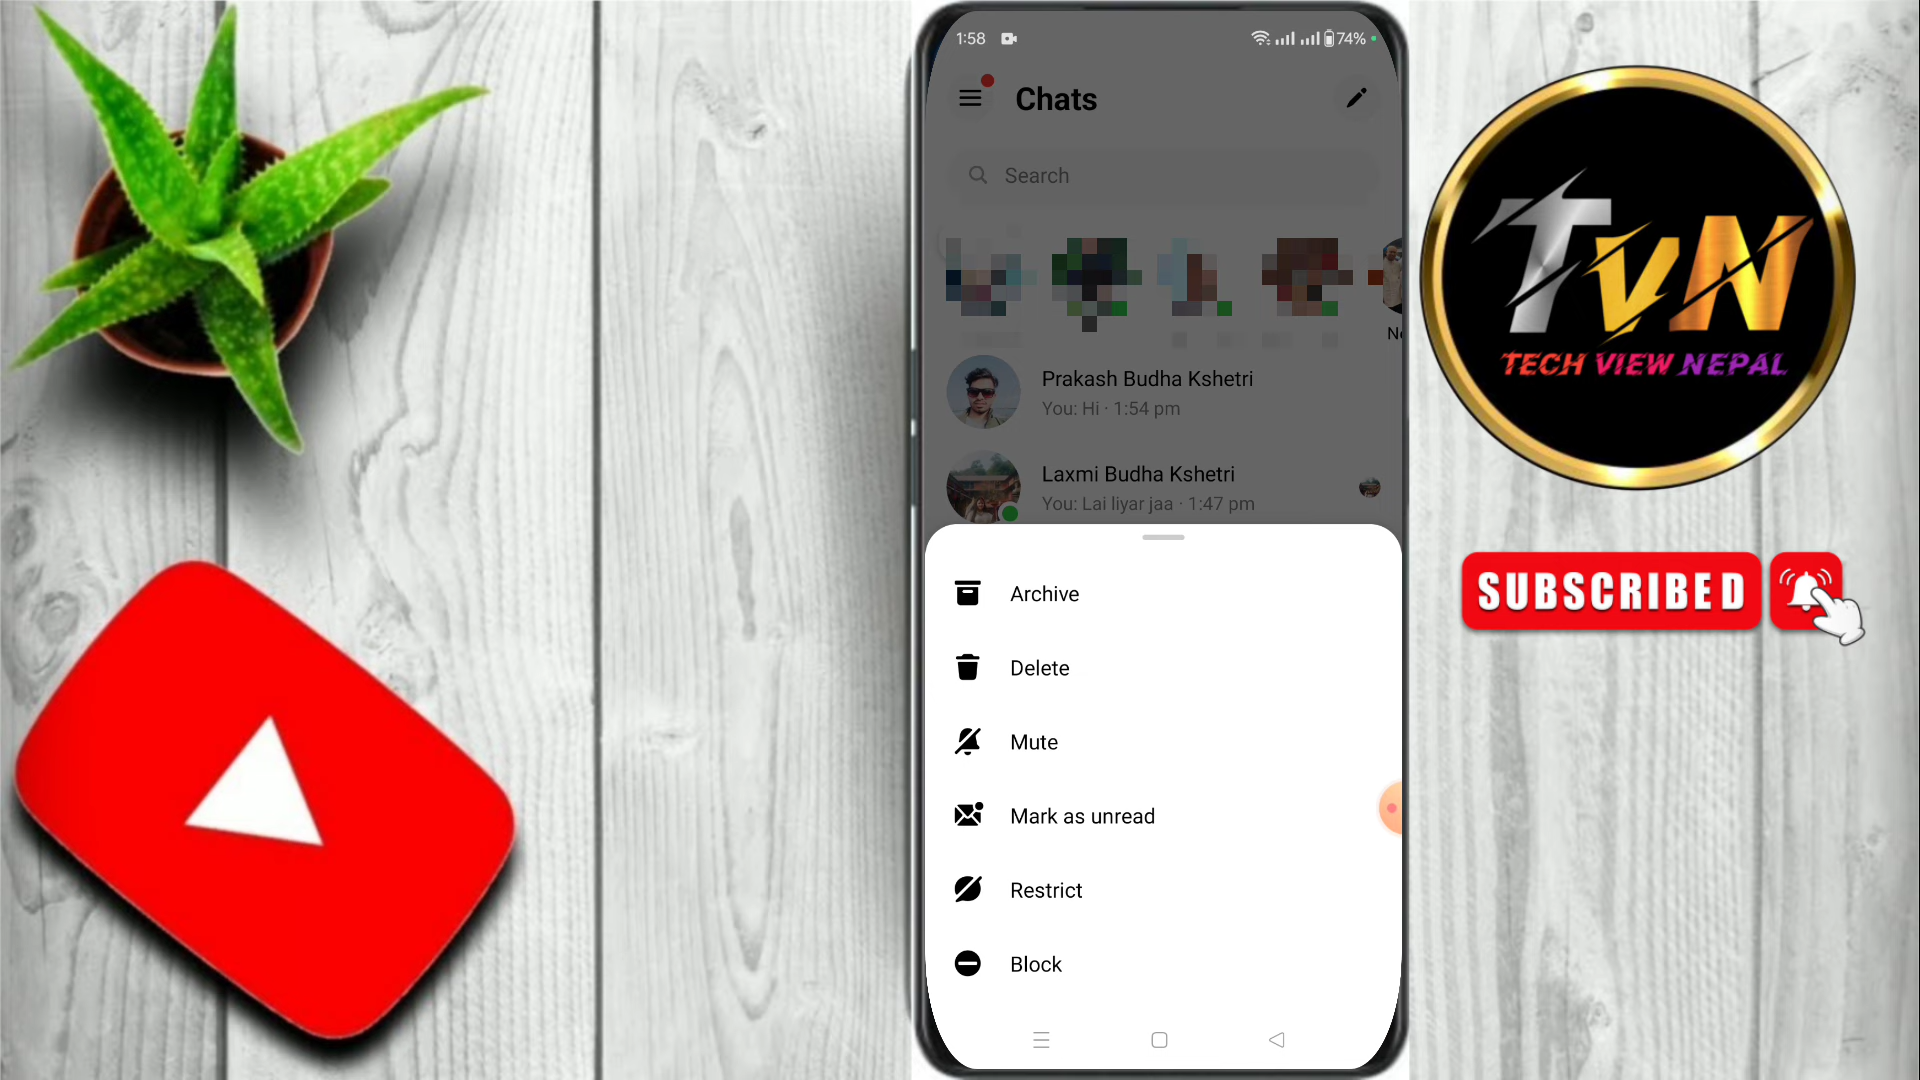 1:58
74%
Chats
Search
Prakash Budha Kshetri
You: Hi · 1:54 pm
Laxmi Budha Kshetri
You: Lai liyar jaa · 1:47 pm
Archive
Delete
Mute
Mark as unread
Restrict
Block
TVN
TECH VIEW NEPAL
SUBSCRIBED